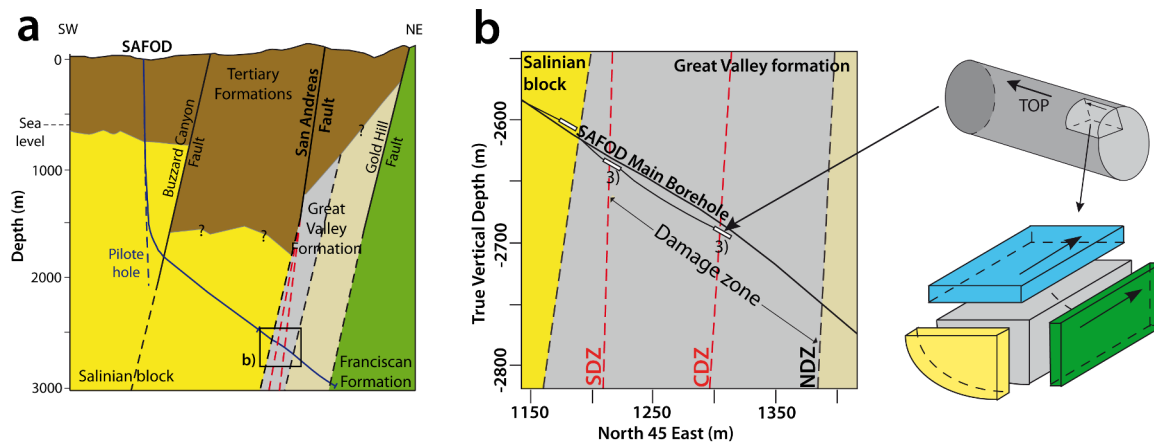 a
SW
NE
SAFOD
0
Sea
level
1000
2000
3000
Depth (m)
Tertiary
Formations
Buzzard Canyon
Fault
San Andreas
Fault
Gold Hill
Fault
?
?
?
Great
Valley
Formation
Pilote
hole
b)
Salinian block
Franciscan
Formation
b
Salinian
block
Great Valley formation
True Vertical Depth (m)
-2600
-2700
-2800
SAFOD Main Borehole
3)
3)
Damage zone
SDZ
CDZ
NDZ
1150
1250
1350
North 45 East (m)
TOP